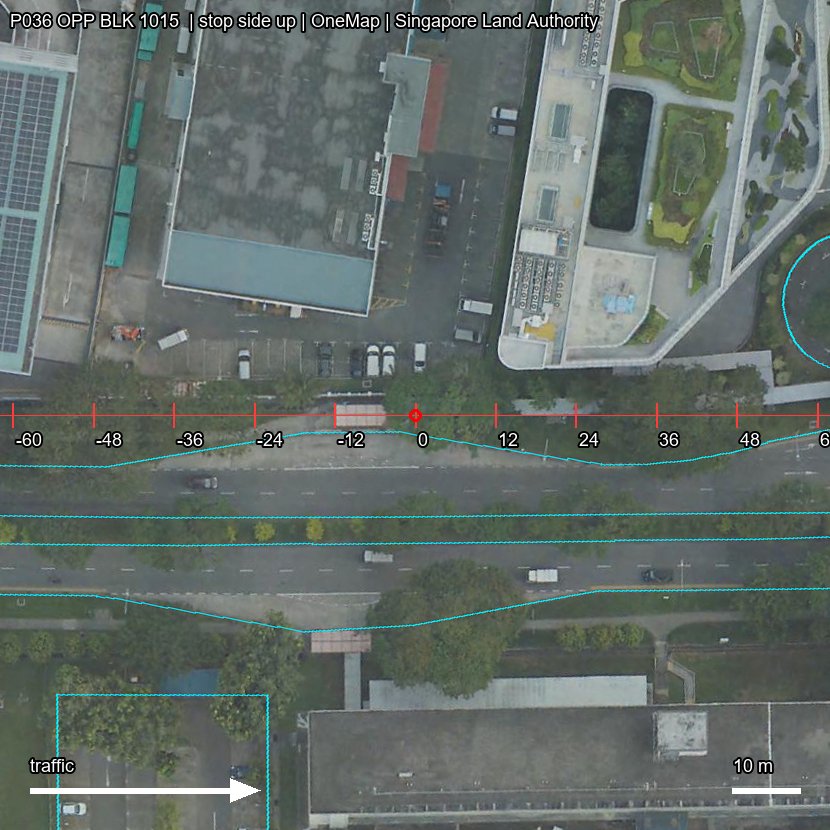 P036 OPP BLK 1015 | stop side up | OneMap | Singapore Land Authority
-60 -48 -36 -24 -12 0 12 24 36 48 6
traffic
10 m